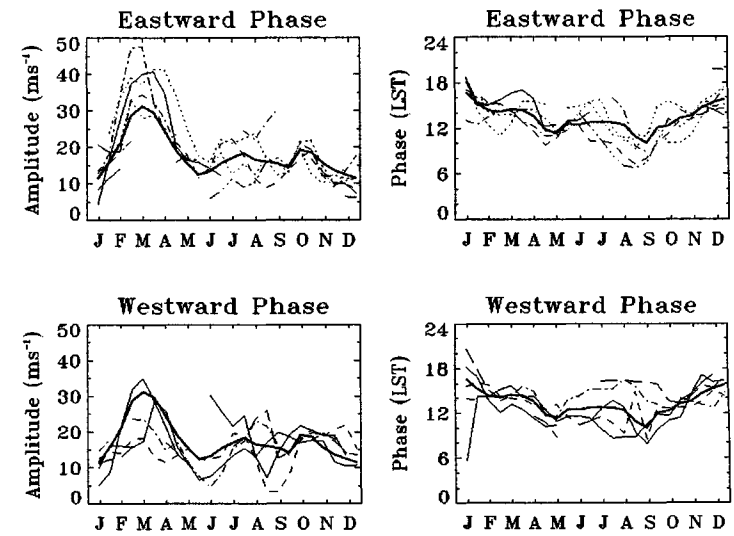 Eastward Phase
Amplitude (ms⁻¹)
50
40
30
20
10
0
J F M A M J J A S O N D
Eastward Phase
Phase (LST)
24
18
12
6
0
J F M A M J J A S O N D
Westward Phase
Amplitude (ms⁻¹)
50
40
30
20
10
0
J F M A M J J A S O N D
Westward Phase
Phase (LST)
24
18
12
6
0
J F M A M J J A S O N D